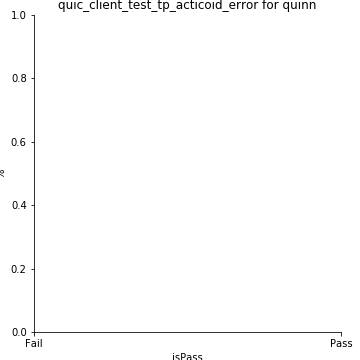 quic_client_test_tp_acticoid_error for quinn
1.0
0.8
0.6
%
0.4
0.2
0.0
Fail Pass
isPass